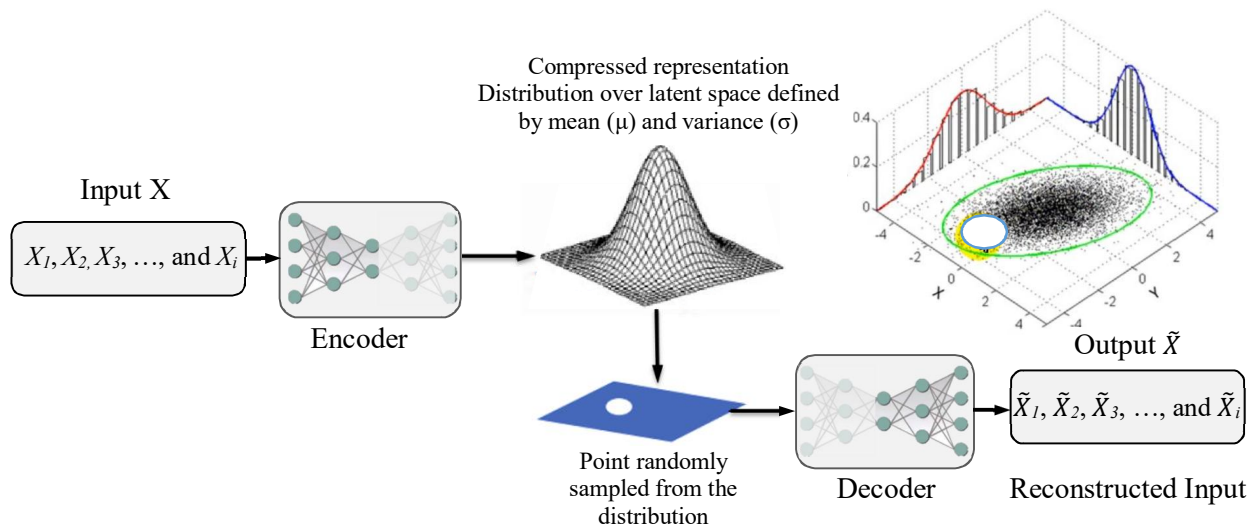 Compressed representation
Distribution over latent space defined
by mean (μ) and variance (σ)
Input X
X1, X2, X3, …, and Xi
Encoder
0.4
0.2
0
-4
-2
0
2
4
X
-4
-2
0
2
4
Y
Output X̃
X̃1, X̃2, X̃3, …, and X̃i
Point randomly
sampled from the
distribution
Decoder
Reconstructed Input